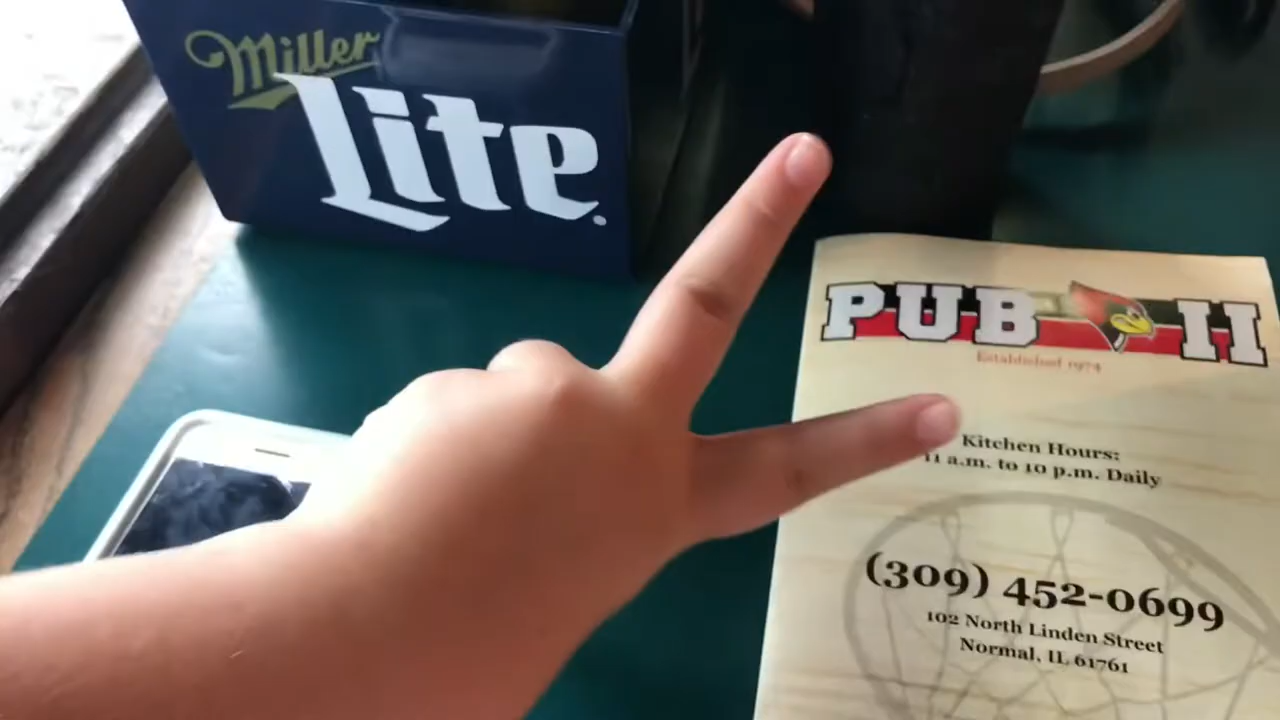 Miller
Lite
PUB II
Established 1974
Kitchen Hours:
11 a.m. to 10 p.m. Daily
(309) 452-0699
102 North Linden Street
Normal, IL 61761